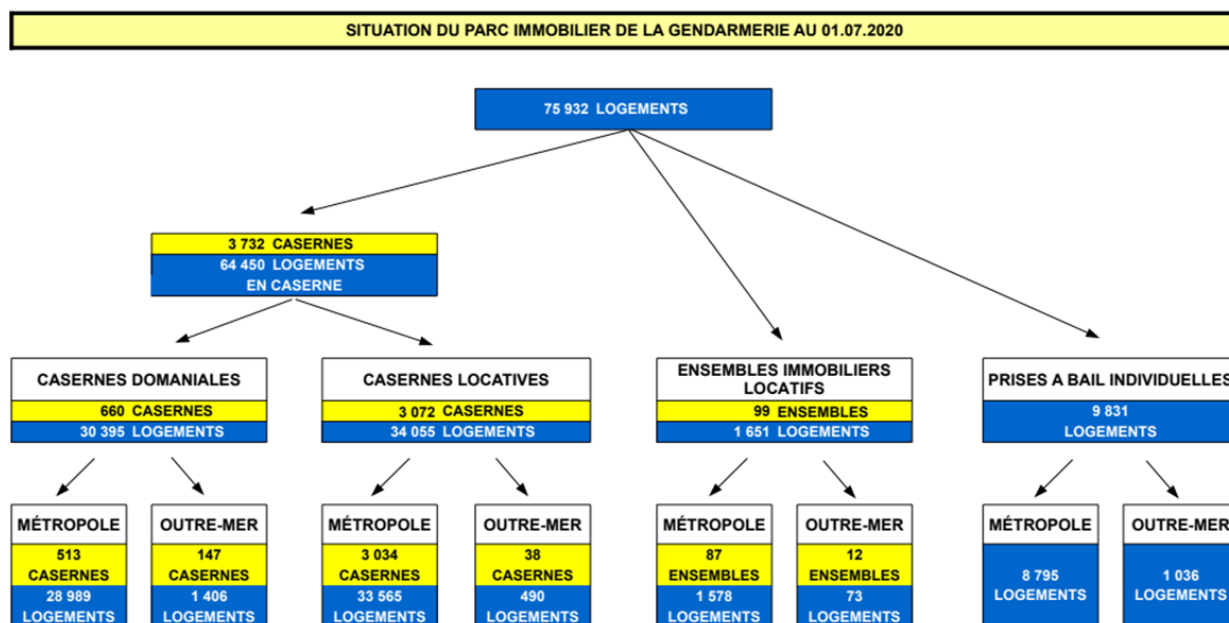 SITUATION DU PARC IMMOBILIER DE LA GENDARMERIE AU 01.07.2020
75 932 LOGEMENTS
3 732 CASERNES
64 450 LOGEMENTS
EN CASERNE
CASERNES DOMANIALES
660 CASERNES
30 395 LOGEMENTS
CASERNES LOCATIVES
3 072 CASERNES
34 055 LOGEMENTS
ENSEMBLES IMMOBILIERS
LOCATIFS
99 ENSEMBLES
1 651 LOGEMENTS
PRISES A BAIL INDIVIDUELLES
9 831
LOGEMENTS
MÉTROPOLE
513
CASERNES
28 989
LOGEMENTS
OUTRE-MER
147
CASERNES
1 406
LOGEMENTS
MÉTROPOLE
3 034
CASERNES
33 565
LOGEMENTS
OUTRE-MER
38
CASERNES
490
LOGEMENTS
MÉTROPOLE
87
ENSEMBLES
1 578
LOGEMENTS
OUTRE-MER
12
ENSEMBLES
73
LOGEMENTS
MÉTROPOLE
8 795
LOGEMENTS
OUTRE-MER
1 036
LOGEMENTS